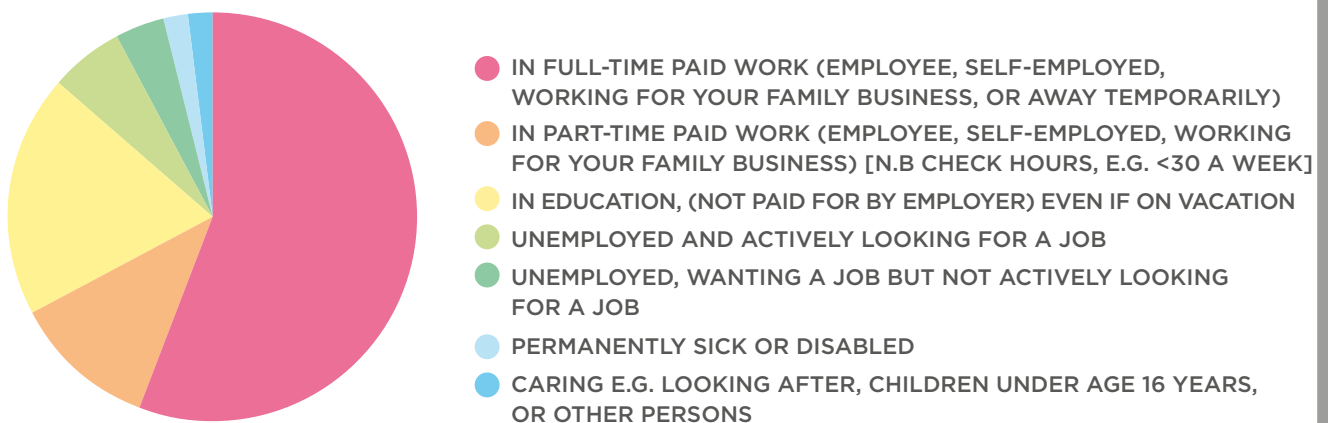 IN FULL-TIME PAID WORK (EMPLOYEE, SELF-EMPLOYED,
WORKING FOR YOUR FAMILY BUSINESS, OR AWAY TEMPORARILY)
IN PART-TIME PAID WORK (EMPLOYEE, SELF-EMPLOYED, WORKING
FOR YOUR FAMILY BUSINESS) [N.B CHECK HOURS, E.G. <30 A WEEK]
IN EDUCATION, (NOT PAID FOR BY EMPLOYER) EVEN IF ON VACATION
UNEMPLOYED AND ACTIVELY LOOKING FOR A JOB
UNEMPLOYED, WANTING A JOB BUT NOT ACTIVELY LOOKING
FOR A JOB
PERMANENTLY SICK OR DISABLED
CARING E.G. LOOKING AFTER, CHILDREN UNDER AGE 16 YEARS,
OR OTHER PERSONS